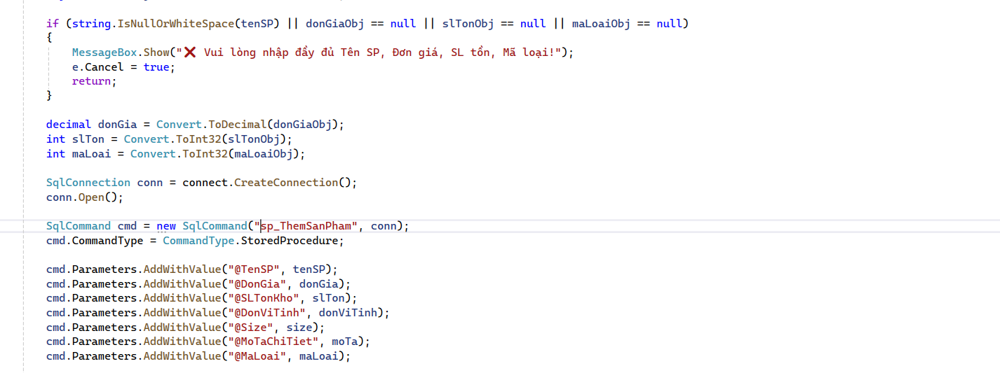 if (string.IsNullOrWhiteSpace(tenSP) || donGiaObj == null || slTonObj == null || maLoaiObj == null)
{
MessageBox.Show("❌ Vui lòng nhập đầy đủ Tên SP, Đơn giá, SL tồn, Mã loại!");
e.Cancel = true;
return;
}
decimal donGia = Convert.ToDecimal(donGiaObj);
int slTon = Convert.ToInt32(slTonObj);
int maLoai = Convert.ToInt32(maLoaiObj);
SqlConnection conn = connect.CreateConnection();
conn.Open();
SqlCommand cmd = new SqlCommand("sp_ThemSanPham", conn);
cmd.CommandType = CommandType.StoredProcedure;
cmd.Parameters.AddWithValue("@TenSP", tenSP);
cmd.Parameters.AddWithValue("@DonGia", donGia);
cmd.Parameters.AddWithValue("@SLTonKho", slTon);
cmd.Parameters.AddWithValue("@DonViTinh", donViTinh);
cmd.Parameters.AddWithValue("@Size", size);
cmd.Parameters.AddWithValue("@MoTaChiTiet", moTa);
cmd.Parameters.AddWithValue("@MaLoai", maLoai);